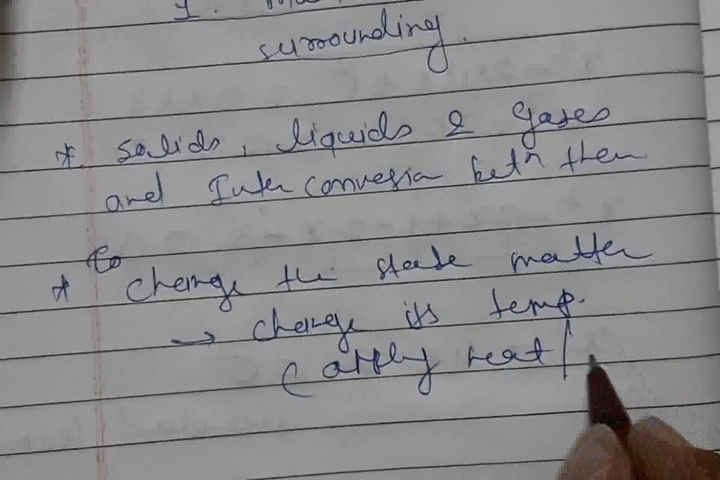 1.
surrounding.
* Solids, liquids & gases
and Inter conversion betn them
* To change the state matter
→ change its temp.
( apply heat /